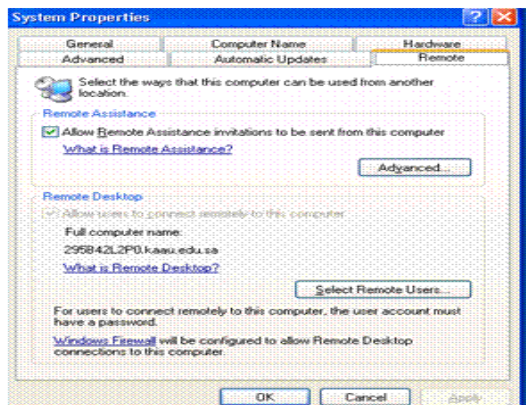 System Properties
General Computer Name Hardware
Advanced Automatic Updates Remote
Select the ways that this computer can be used from another
location.
Remote Assistance
Allow Remote Assistance invitations to be sent from this computer
What is Remote Assistance?
Advanced...
Remote Desktop
Allow users to connect remotely to this computer
Full computer name:
295B42L2P0.kaau.edu.sa
What is Remote Desktop?
Select Remote Users...
For users to connect remotely to this computer, the user account must
have a password.
Windows Firewall will be configured to allow Remote Desktop
connections to this computer.
OK Cancel Apply